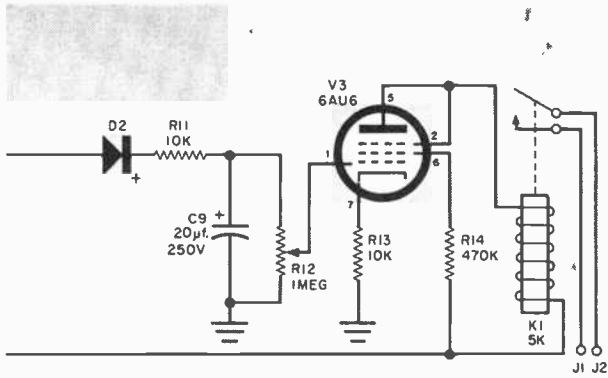 V3
6AU6
5
D2
R11
10K
+
1
2
6
7
C9
+
20µf.
250V
R12
1MEG
R13
10K
R14
470K
K1
5K
J1 J2